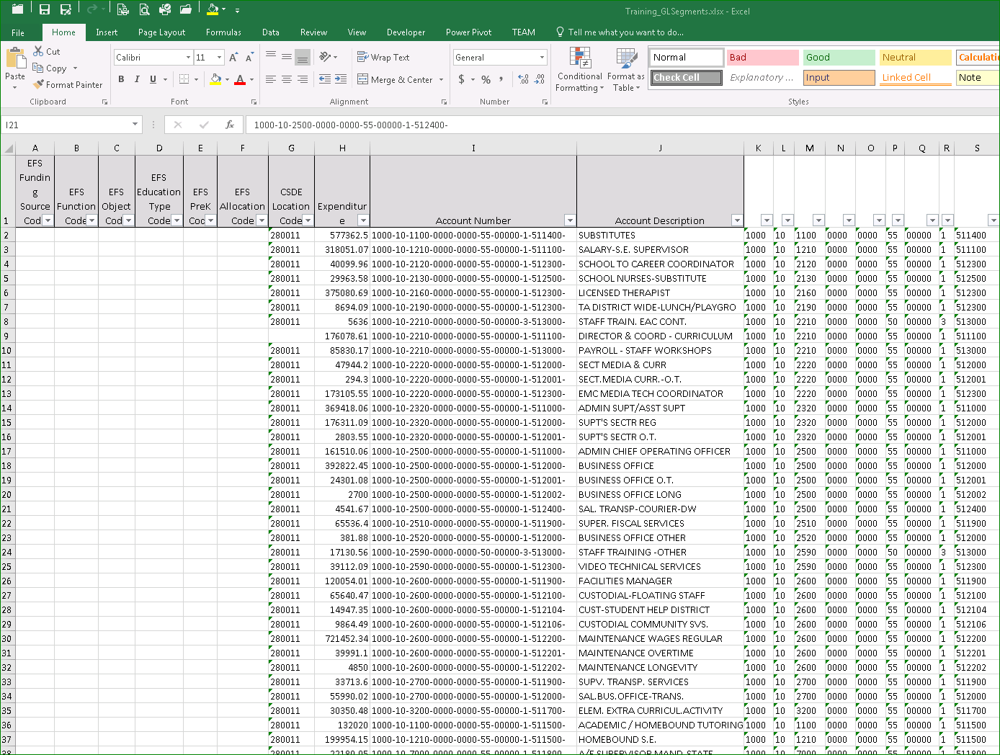 Training_GLSegments.xlsx - Excel
File Home Insert Page Layout Formulas Data Review View Developer Power Pivot TEAM Tell me what you want to do...
Cut Calibri 11 A A Wrap Text General Normal Bad Good Neutral Calculatio
Paste Copy B I U A Merge & Center $ % , Conditional Formatting Format as Table Check Cell Explanatory ... Input Linked Cell Note
Format Painter
Clipboard Font Alignment Number Styles
I21 fx 1000-10-2500-0000-0000-55-00000-1-512400-
A B C D E F G H I J K L M N O P Q R S
1 EFS Fundin g Source Cod EFS Function Code EFS Object Cod EFS Education Type Code EFS PreK Coc EFS Allocation Code CSDE Location Code Expenditur e Account Number Account Description
2 280011 577362.5 1000-10-1100-0000-0000-55-00000-1-511400- SUBSTITUTES 1000 10 1100 0000 0000 55 00000 1 511400
3 280011 318051.07 1000-10-1210-0000-0000-55-00000-1-511100- SALARY-S.E. SUPERVISOR 1000 10 1210 0000 0000 55 00000 1 511100
4 280011 40099.96 1000-10-2120-0000-0000-55-00000-1-512300- SCHOOL TO CAREER COORDINATOR 1000 10 2120 0000 0000 55 00000 1 512300
5 280011 29963.58 1000-10-2130-0000-0000-55-00000-1-512500- SCHOOL NURSES-SUBSTITUTE 1000 10 2130 0000 0000 55 00000 1 512500
6 280011 375080.69 1000-10-2160-0000-0000-55-00000-1-512300- LICENSED THERAPIST 1000 10 2160 0000 0000 55 00000 1 512300
7 280011 8694.09 1000-10-2190-0000-0000-55-00000-1-512300- TA DISTRICT WIDE-LUNCH/PLAYGRO 1000 10 2190 0000 0000 55 00000 1 512300
8 280011 5636 1000-10-2210-0000-0000-50-00000-3-513000- STAFF TRAIN. EAC CONT. 1000 10 2210 0000 0000 50 00000 3 513000
9 176078.61 1000-10-2210-0000-0000-55-00000-1-511100- DIRECTOR & COORD - CURRICULUM 1000 10 2210 0000 0000 55 00000 1 511100
10 280011 85830.17 1000-10-2210-0000-0000-55-00000-1-513000- PAYROLL - STAFF WORKSHOPS 1000 10 2210 0000 0000 55 00000 1 513000
11 280011 47944.2 1000-10-2220-0000-0000-55-00000-1-512000- SECT MEDIA & CURR 1000 10 2220 0000 0000 55 00000 1 512000
12 280011 294.3 1000-10-2220-0000-0000-55-00000-1-512001- SECT.MEDIA CURR.-O.T. 1000 10 2220 0000 0000 55 00000 1 512001
13 280011 173105.55 1000-10-2220-0000-0000-55-00000-1-512300- EMC MEDIA TECH COORDINATOR 1000 10 2220 0000 0000 55 00000 1 512300
14 280011 369418.06 1000-10-2320-0000-0000-55-00000-1-511000- ADMIN SUPT/ASST SUPT 1000 10 2320 0000 0000 55 00000 1 511000
15 280011 176311.09 1000-10-2320-0000-0000-55-00000-1-512000- SUPT'S SECTR REG 1000 10 2320 0000 0000 55 00000 1 512000
16 280011 2803.55 1000-10-2320-0000-0000-55-00000-1-512001- SUPT'S SECTR O.T. 1000 10 2320 0000 0000 55 00000 1 512001
17 280011 161510.06 1000-10-2500-0000-0000-55-00000-1-511000- ADMIN CHIEF OPERATING OFFICER 1000 10 2500 0000 0000 55 00000 1 511000
18 280011 392822.45 1000-10-2500-0000-0000-55-00000-1-512000- BUSINESS OFFICE 1000 10 2500 0000 0000 55 00000 1 512000
19 280011 24301.08 1000-10-2500-0000-0000-55-00000-1-512001- BUSINESS OFFICE O.T. 1000 10 2500 0000 0000 55 00000 1 512001
20 280011 2700 1000-10-2500-0000-0000-55-00000-1-512002- BUSINESS OFFICE LONG 1000 10 2500 0000 0000 55 00000 1 512002
21 280011 4541.67 1000-10-2500-0000-0000-55-00000-1-512400- SAL. TRANSP-COURIER-DW 1000 10 2500 0000 0000 55 00000 1 512400
22 280011 65536.4 1000-10-2510-0000-0000-55-00000-1-511900- SUPER. FISCAL SERVICES 1000 10 2510 0000 0000 55 00000 1 511900
23 280011 381.88 1000-10-2520-0000-0000-55-00000-1-512000- BUSINESS OFFICE OTHER 1000 10 2520 0000 0000 55 00000 1 512000
24 280011 17130.56 1000-10-2590-0000-0000-50-00000-3-513000- STAFF TRAINING -OTHER 1000 10 2590 0000 0000 50 00000 3 513000
25 280011 39112.09 1000-10-2590-0000-0000-55-00000-1-512300- VIDEO TECHNICAL SERVICES 1000 10 2590 0000 0000 55 00000 1 512300
26 280011 120054.01 1000-10-2600-0000-0000-55-00000-1-511900- FACILITIES MANAGER 1000 10 2600 0000 0000 55 00000 1 511900
27 280011 65640.47 1000-10-2600-0000-0000-55-00000-1-512100- CUSTODIAL-FLOATING STAFF 1000 10 2600 0000 0000 55 00000 1 512100
28 280011 14947.35 1000-10-2600-0000-0000-55-00000-1-512104- CUST-STUDENT HELP DISTRICT 1000 10 2600 0000 0000 55 00000 1 512104
29 280011 9864.49 1000-10-2600-0000-0000-55-00000-1-512106- CUSTODIAL COMMUNITY SVS. 1000 10 2600 0000 0000 55 00000 1 512106
30 280011 721452.34 1000-10-2600-0000-0000-55-00000-1-512200- MAINTENANCE WAGES REGULAR 1000 10 2600 0000 0000 55 00000 1 512200
31 280011 39991.1 1000-10-2600-0000-0000-55-00000-1-512201- MAINTENANCE OVERTIME 1000 10 2600 0000 0000 55 00000 1 512201
32 280011 4850 1000-10-2600-0000-0000-55-00000-1-512202- MAINTENANCE LONGEVITY 1000 10 2600 0000 0000 55 00000 1 512202
33 280011 33713.6 1000-10-2700-0000-0000-55-00000-1-511900- SUPV. TRANSP. SERVICES 1000 10 2700 0000 0000 55 00000 1 511900
34 280011 55990.02 1000-10-2700-0000-0000-55-00000-1-512000- SAL.BUS.OFFICE-TRANS. 1000 10 2700 0000 0000 55 00000 1 512000
35 280011 30350.48 1000-10-3200-0000-0000-55-00000-1-511700- ELEM. EXTRA CURRICUL.ACTIVITY 1000 10 3200 0000 0000 55 00000 1 511700
36 280011 132020 1000-10-1100-0000-0000-55-00000-1-511500- ACADEMIC / HOMEBOUND TUTORING 1000 10 1100 0000 0000 55 00000 1 511500
37 280011 199954.15 1000-10-1210-0000-0000-55-00000-1-511500- HOMEBOUND S.E. 1000 10 1210 0000 0000 55 00000 1 511500